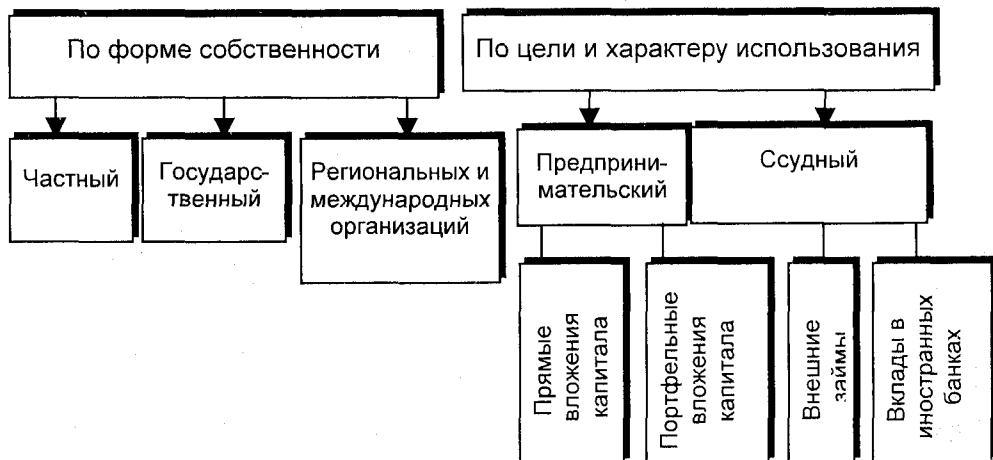 По форме собственности
По цели и характеру использования
Частный
Государс-
твенный
Региональных и
международных
организаций
Предприни-
мательский
Ссудный
Прямые
вложения
капитала
Портфельные
вложения
капитала
Внешние
займы
Вклады в
иностранных
банках